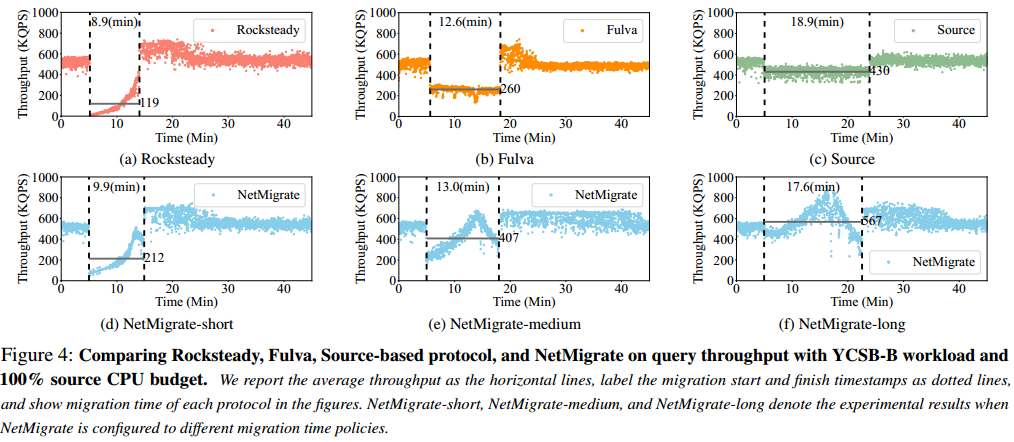 1000
800
600
400
200
0
Throughput (KQPS)
8.9(min)
Rocksteady
119
0 10 20 30 40
Time (Min)
(a) Rocksteady
1000
800
600
400
200
0
Throughput (KQPS)
12.6(min)
Fulva
260
0 10 20 30 40
Time (Min)
(b) Fulva
1000
800
600
400
200
0
Throughput (KQPS)
18.9(min)
Source
430
0 10 20 30 40
Time (Min)
(c) Source
1000
800
600
400
200
0
Throughput (KQPS)
9.9(min)
NetMigrate
212
0 10 20 30 40
Time (Min)
(d) NetMigrate-short
1000
800
600
400
200
0
Throughput (KQPS)
13.0(min)
NetMigrate
407
0 10 20 30 40
Time (Min)
(e) NetMigrate-medium
1000
800
600
400
200
0
Throughput (KQPS)
17.6(min)
567
NetMigrate
0 10 20 30 40
Time (Min)
(f) NetMigrate-long
Figure 4: Comparing Rocksteady, Fulva, Source-based protocol, and NetMigrate on query throughput with YCSB-B workload and
100% source CPU budget. We report the average throughput as the horizontal lines, label the migration start and finish timestamps as dotted lines,
and show migration time of each protocol in the figures. NetMigrate-short, NetMigrate-medium, and NetMigrate-long denote the experimental results when
NetMigrate is configured to different migration time policies.